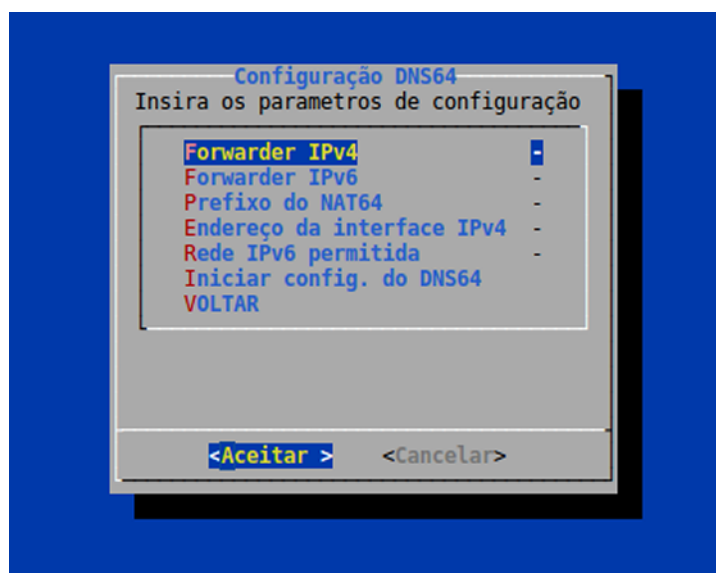 Configuração DNS64
Insira os parametros de configuração
Forwarder IPv4 -
Forwarder IPv6 -
Prefixo do NAT64 -
Endereço da interface IPv4 -
Rede IPv6 permitida -
Iniciar config. do DNS64
VOLTAR
<Aceitar > <Cancelar>